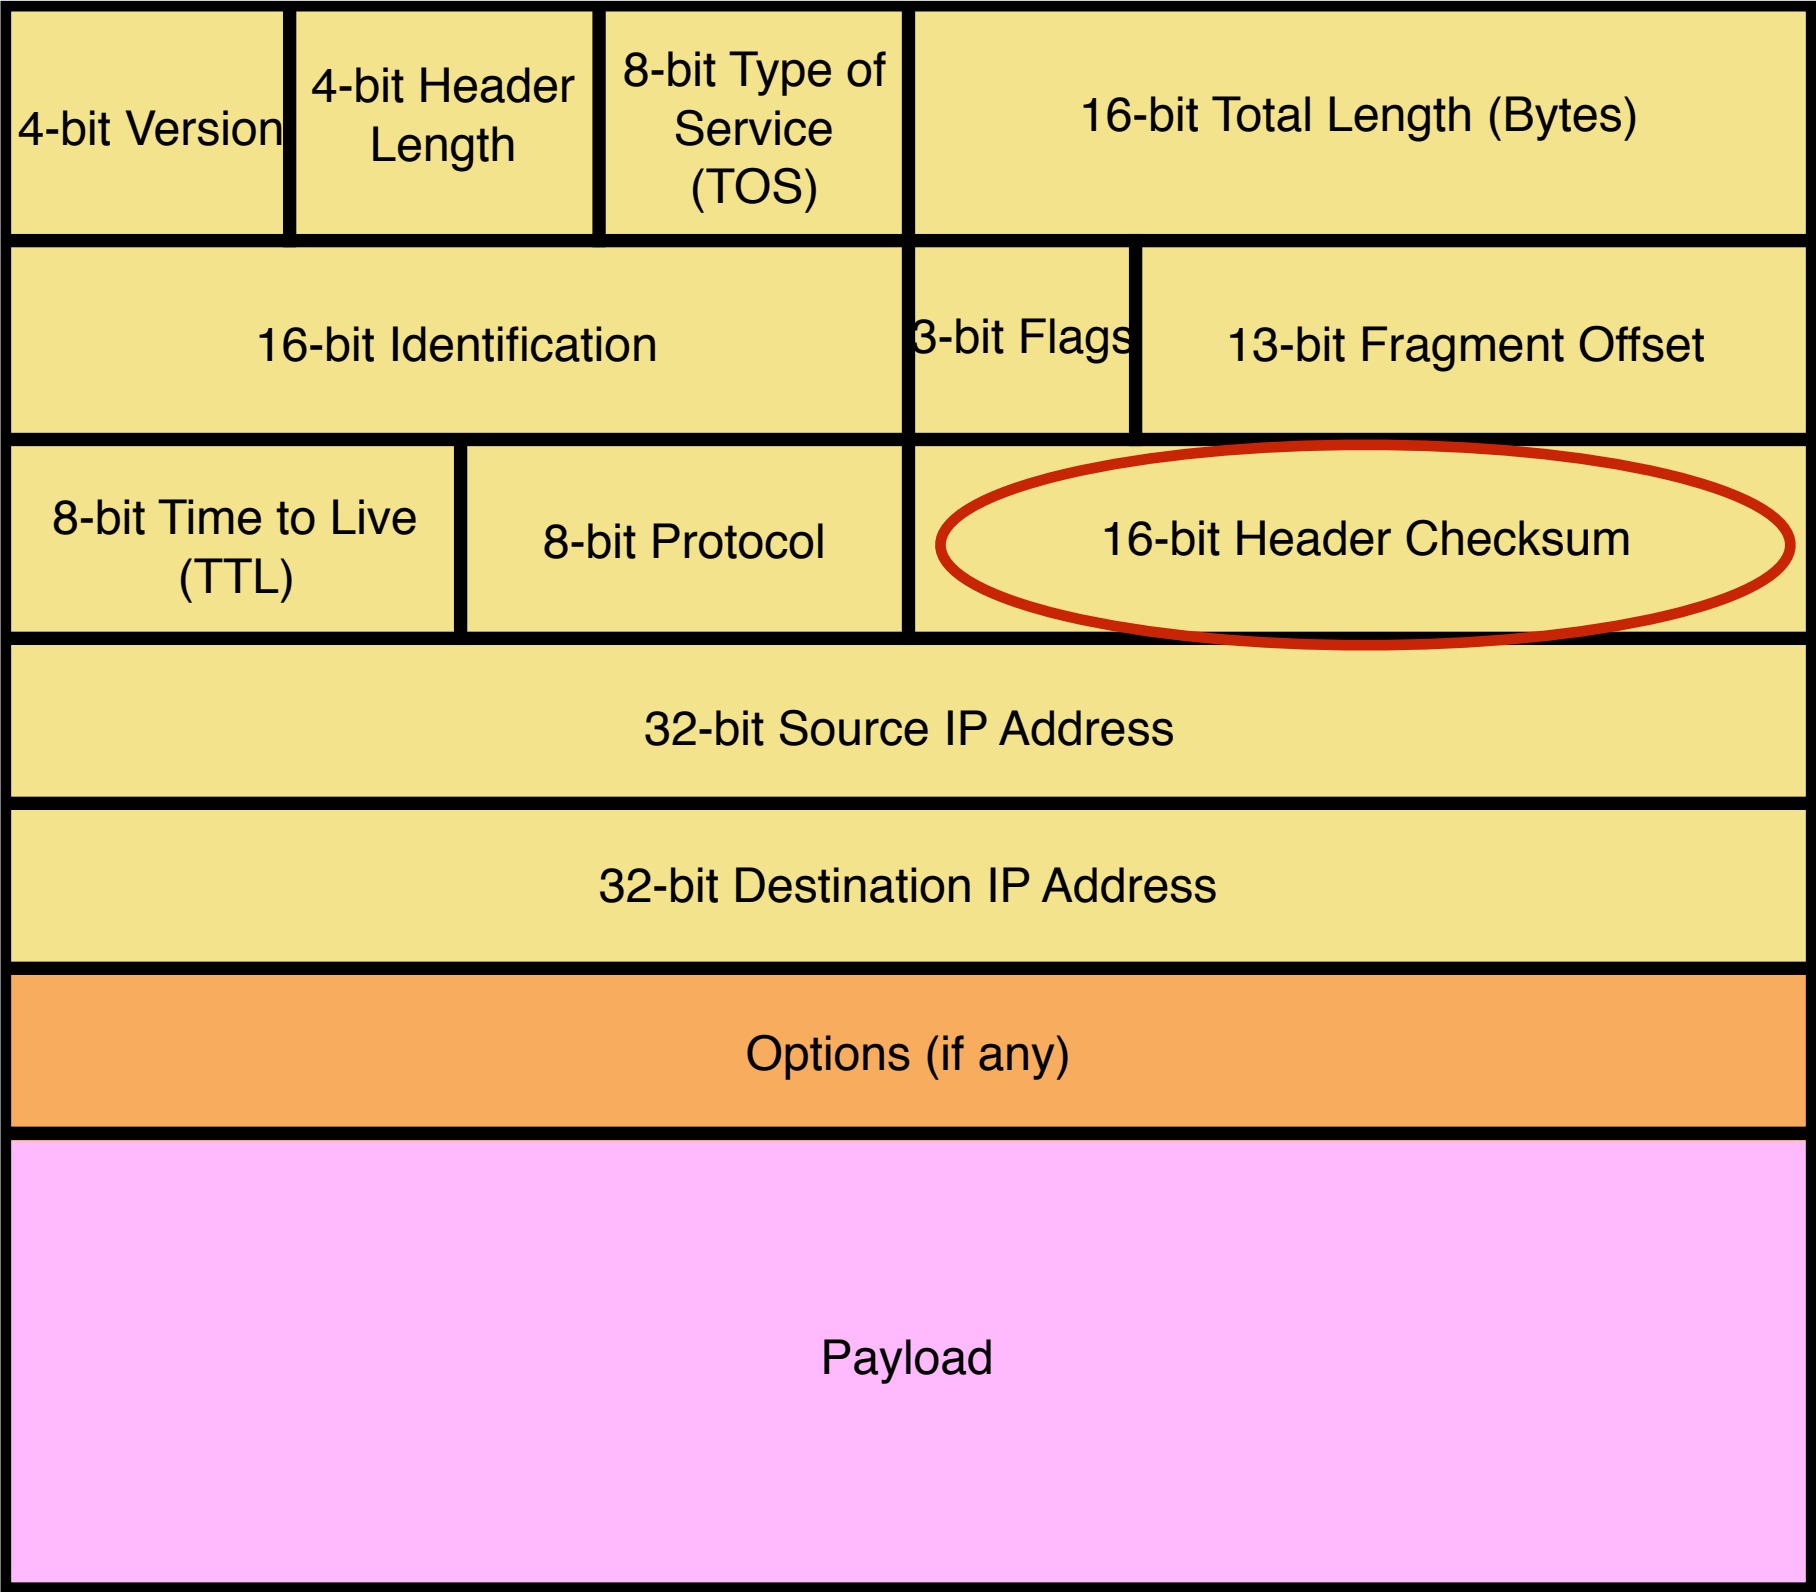 4-bit Version
4-bit Header
Length
8-bit Type of
Service
(TOS)
16-bit Total Length (Bytes)
16-bit Identification
3-bit Flags
13-bit Fragment Offset
8-bit Time to Live
(TTL)
8-bit Protocol
16-bit Header Checksum
32-bit Source IP Address
32-bit Destination IP Address
Options (if any)
Payload